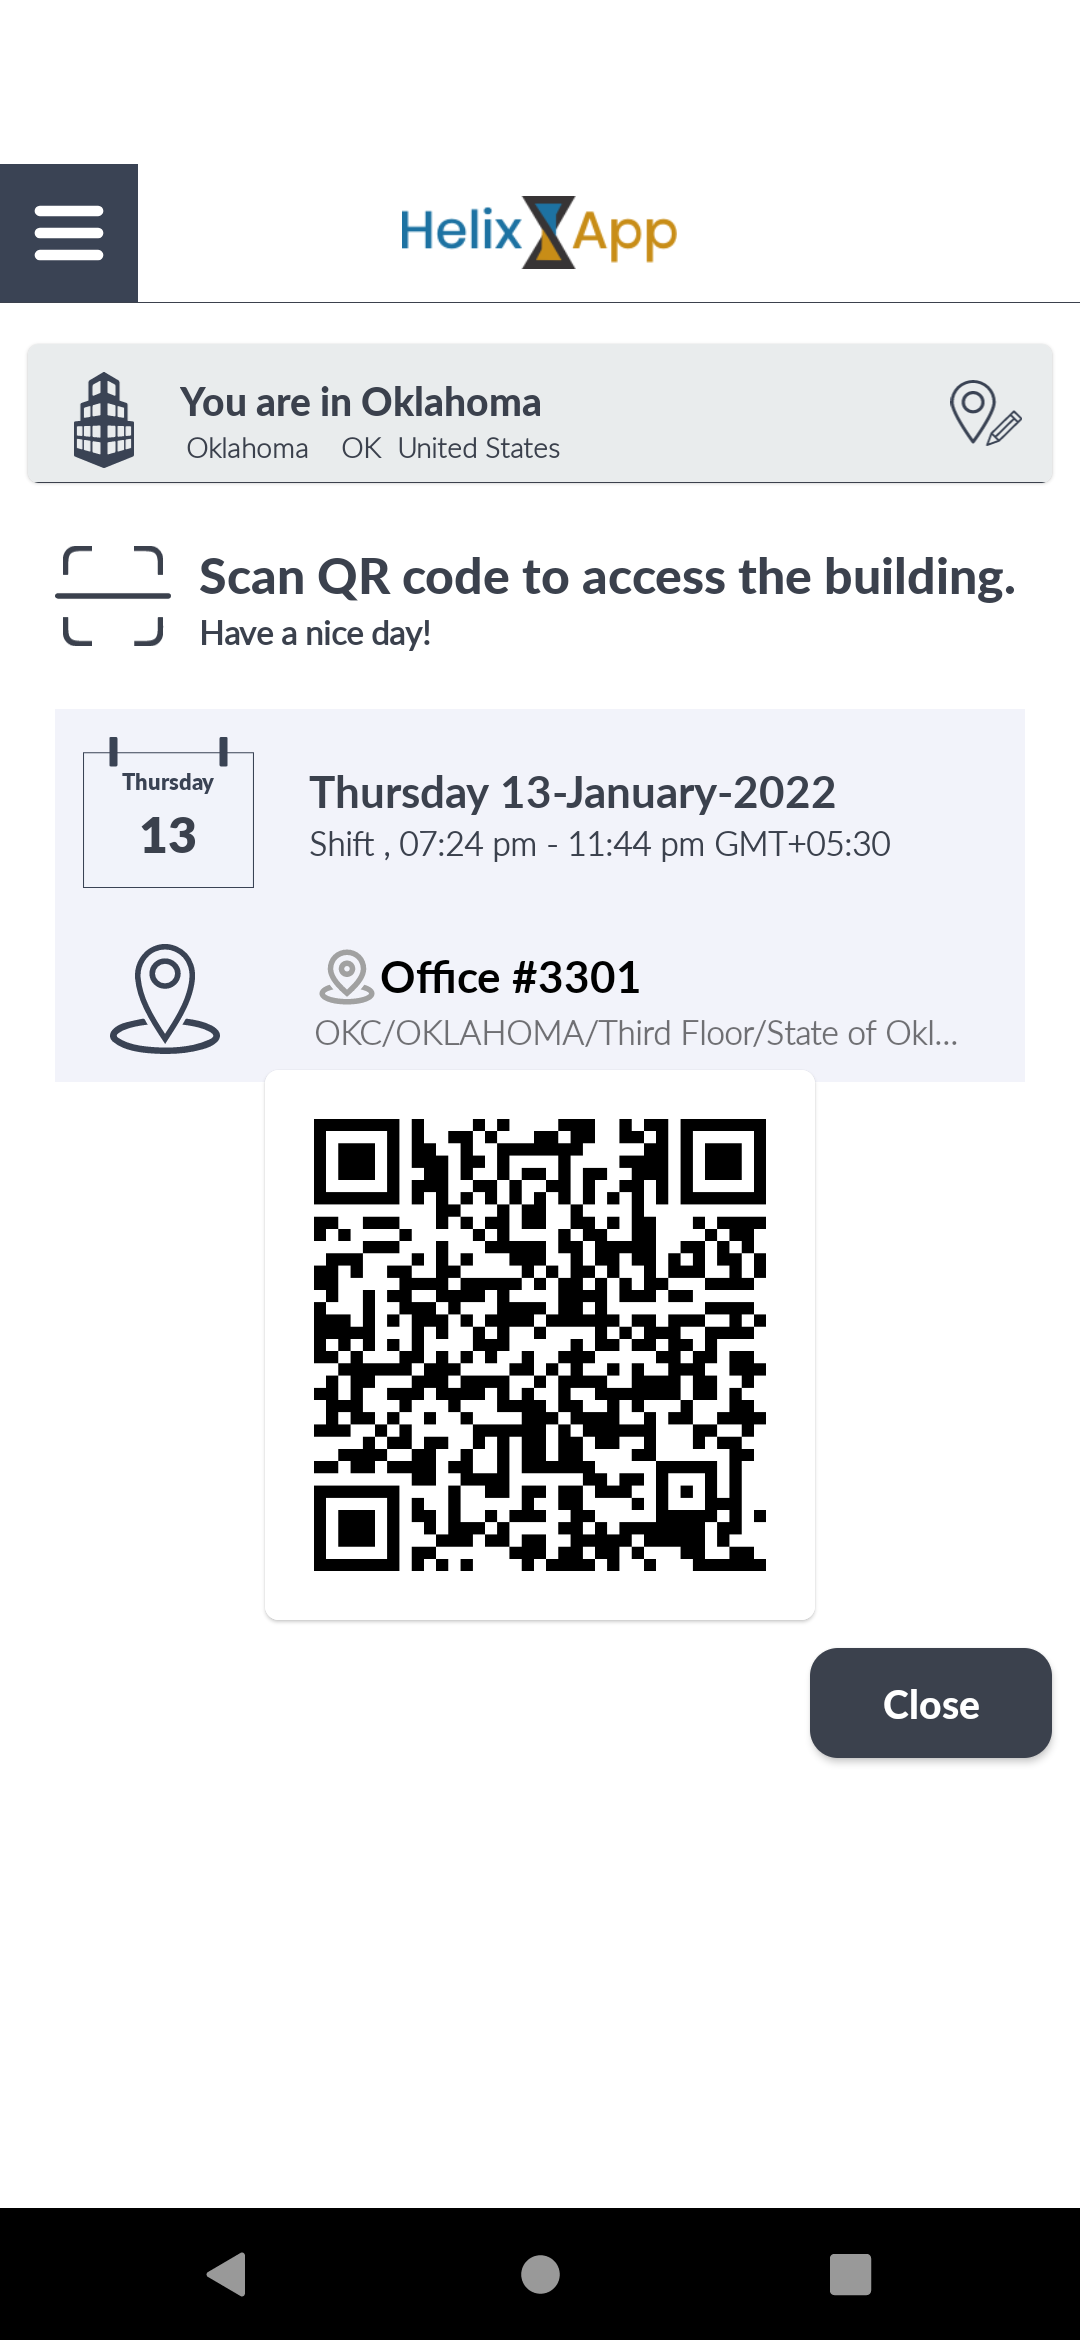 Helix App
You are in Oklahoma
Oklahoma OK United States
Scan QR code to access the building.
Have a nice day!
Thursday
13
Thursday 13-January-2022
Shift , 07:24 pm - 11:44 pm GMT+05:30
Office #3301
OKC/OKLAHOMA/Third Floor/State of Okl...
Close